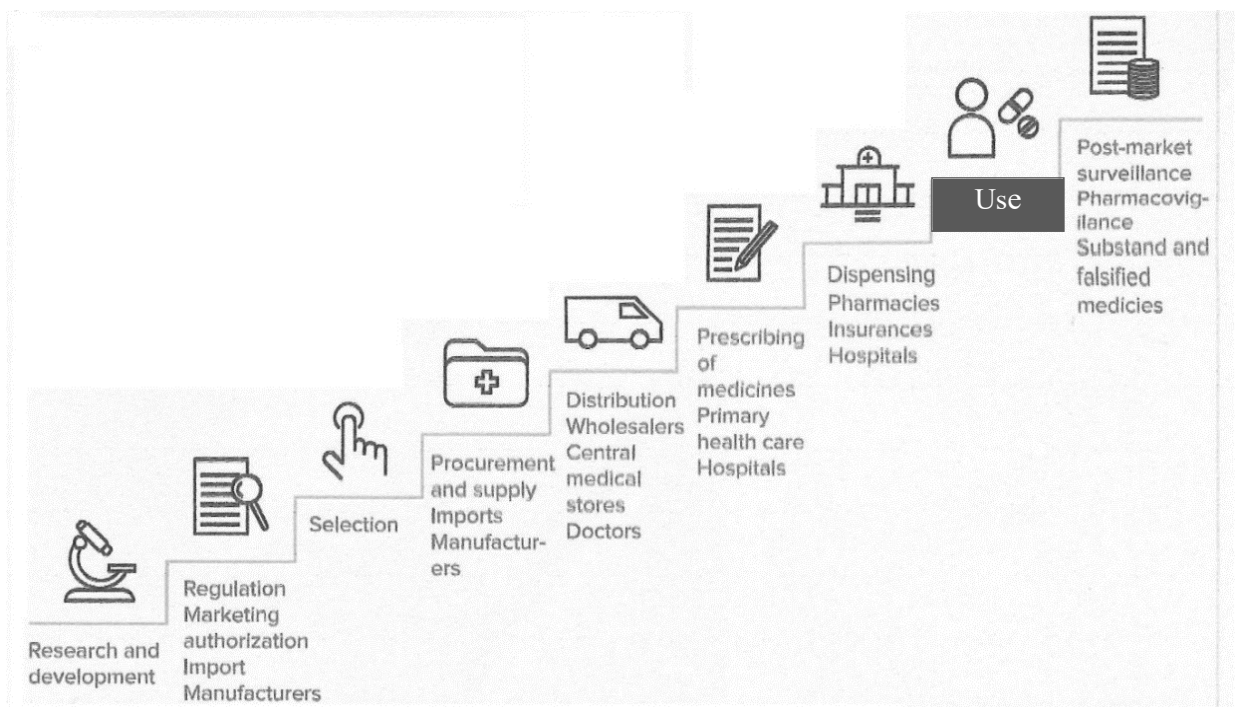 Research and
development
Regulation
Marketing
authorization
Import
Manufacturers
Selection
Procurement
and supply
Imports
Manufactur-
ers
Distribution
Wholesalers
Central
medical
stores
Doctors
Prescribing
of
medicines
Primary
health care
Hospitals
Dispensing
Pharmacies
Insurances
Hospitals
Use
Post-market
surveillance
Pharmacovig-
ilance
Substand and
falsified
medicies